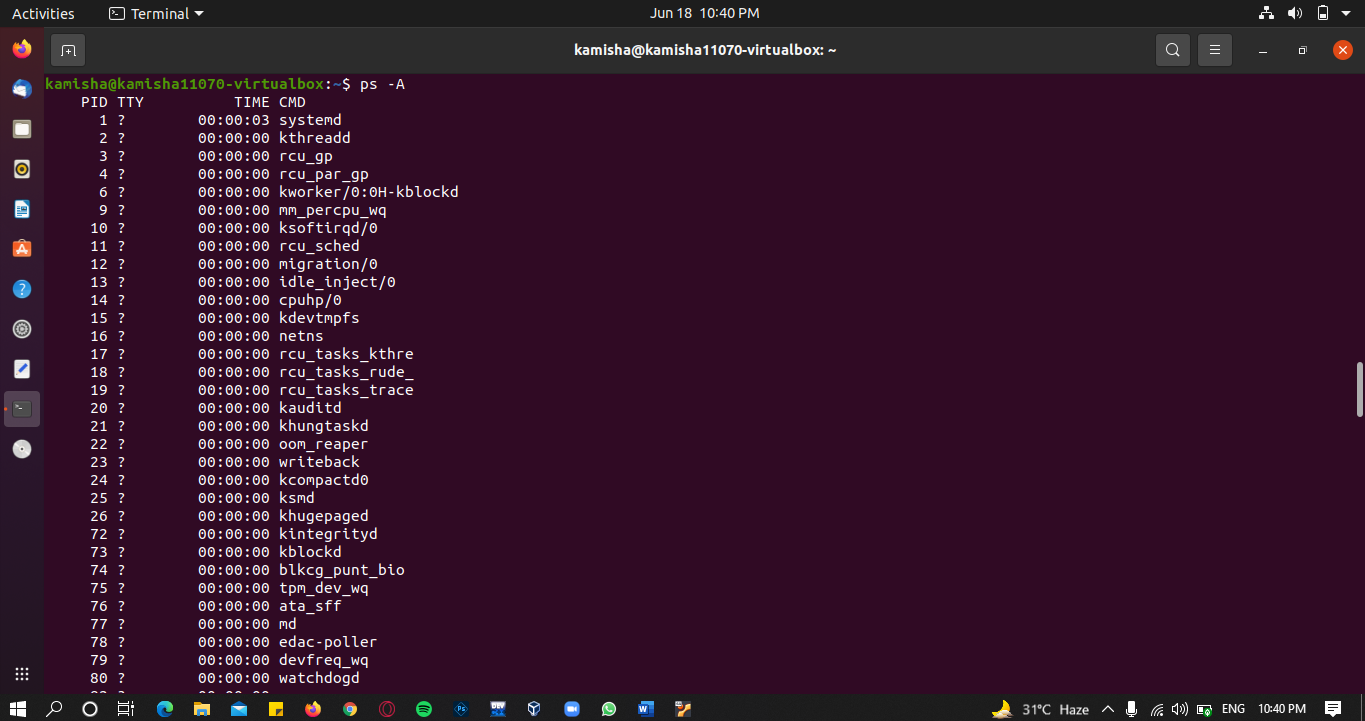 Activities Terminal Jun 18 10:40 PM
kamisha@kamisha11070-virtualbox: ~
kamisha@kamisha11070-virtualbox:~$ ps -A
PID TTY TIME CMD
1 ? 00:00:03 systemd
2 ? 00:00:00 kthreadd
3 ? 00:00:00 rcu_gp
4 ? 00:00:00 rcu_par_gp
6 ? 00:00:00 kworker/0:0H-kblockd
9 ? 00:00:00 mm_percpu_wq
10 ? 00:00:00 ksoftirqd/0
11 ? 00:00:00 rcu_sched
12 ? 00:00:00 migration/0
13 ? 00:00:00 idle_inject/0
14 ? 00:00:00 cpuhp/0
15 ? 00:00:00 kdevtmpfs
16 ? 00:00:00 netns
17 ? 00:00:00 rcu_tasks_kthre
18 ? 00:00:00 rcu_tasks_rude_
19 ? 00:00:00 rcu_tasks_trace
20 ? 00:00:00 kauditd
21 ? 00:00:00 khungtaskd
22 ? 00:00:00 oom_reaper
23 ? 00:00:00 writeback
24 ? 00:00:00 kcompactd0
25 ? 00:00:00 ksmd
26 ? 00:00:00 khugepaged
72 ? 00:00:00 kintegrityd
73 ? 00:00:00 kblockd
74 ? 00:00:00 blkcg_punt_bio
75 ? 00:00:00 tpm_dev_wq
76 ? 00:00:00 ata_sff
77 ? 00:00:00 md
78 ? 00:00:00 edac-poller
79 ? 00:00:00 devfreq_wq
80 ? 00:00:00 watchdogd
Ps DEV W 31°C Haze ENG 10:40 PM